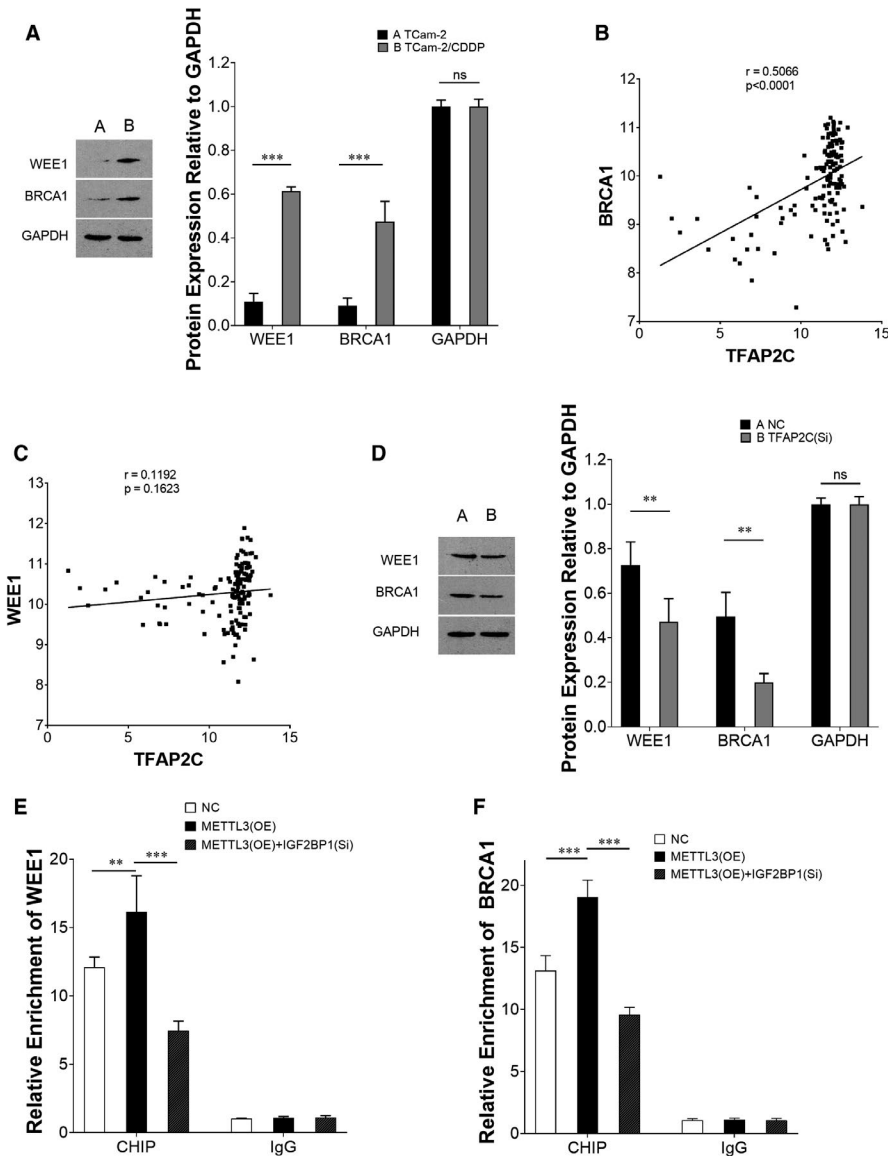 A
A TCam-2
B TCam-2/CDDP
Protein Expression Relative to GAPDH
1.2
1.0
0.8
0.6
0.4
0.2
0.0
***
***
ns
WEE1
BRCA1
GAPDH
A B
WEE1
BRCA1
GAPDH
B
r = 0.5066
p<0.0001
BRCA1
12
11
10
9
8
7
0
5
10
15
TFAP2C
C
r = 0.1192
p = 0.1623
WEE1
13
12
11
10
9
8
7
0
5
10
15
TFAP2C
D
A B
WEE1
BRCA1
GAPDH
A NC
B TFAP2C(Si)
Protein Expression Relative to GAPDH
1.2
1.0
0.8
0.6
0.4
0.2
0.0
**
**
ns
WEE1
BRCA1
GAPDH
E
NC
METTL3(OE)
METTL3(OE)+IGF2BP1(Si)
Relative Enrichment of WEE1
20
15
10
5
0
**
***
CHIP
IgG
F
NC
METTL3(OE)
METTL3(OE)+IGF2BP1(Si)
Relative Enrichment of BRCA1
20
15
10
5
0
***
***
CHIP
IgG